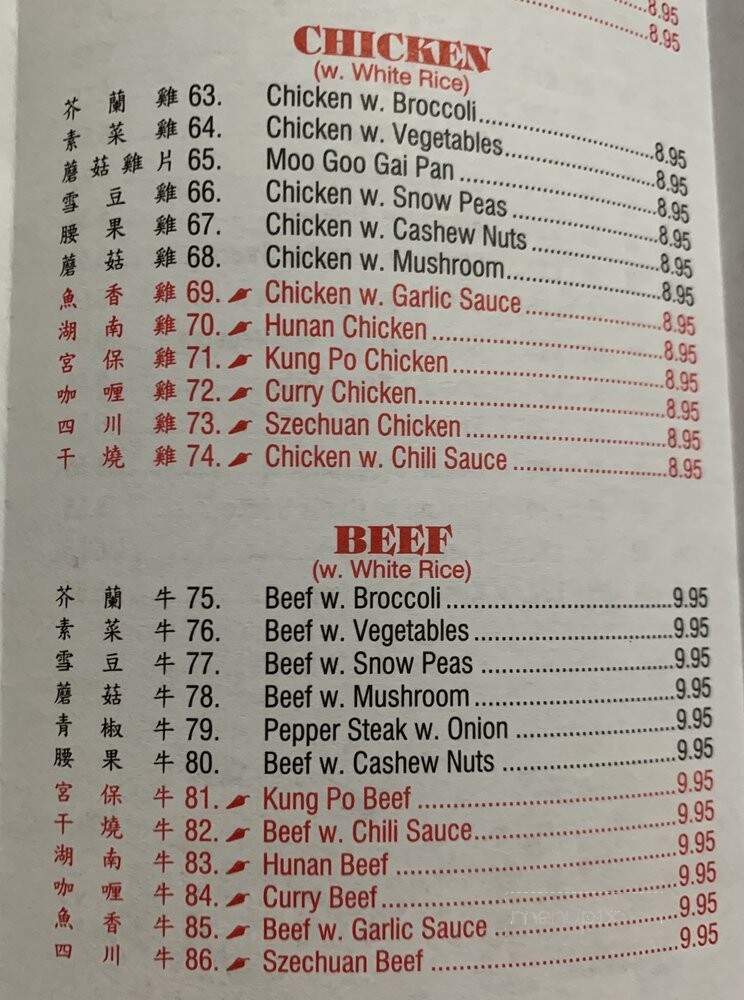 8.95
8.95
CHICKEN
(w. White Rice)
芥 蘭 雞 63. Chicken w. Broccoli 8.95
素 菜 雞 64. Chicken w. Vegetables 8.95
蘑 菇 雞 片 65. Moo Goo Gai Pan 8.95
雪 豆 雞 66. Chicken w. Snow Peas 8.95
腰 果 雞 67. Chicken w. Cashew Nuts 8.95
蘑 菇 雞 68. Chicken w. Mushroom 8.95
魚 香 雞 69. Chicken w. Garlic Sauce 8.95
湖 南 雞 70. Hunan Chicken 8.95
宮 保 雞 71. Kung Po Chicken 8.95
咖 喱 雞 72. Curry Chicken 8.95
四 川 雞 73. Szechuan Chicken 8.95
干 燒 雞 74. Chicken w. Chili Sauce 8.95
BEEF
(w. White Rice)
芥 蘭 牛 75. Beef w. Broccoli 9.95
素 菜 牛 76. Beef w. Vegetables 9.95
雪 豆 牛 77. Beef w. Snow Peas 9.95
蘑 菇 牛 78. Beef w. Mushroom 9.95
青 椒 牛 79. Pepper Steak w. Onion 9.95
腰 果 牛 80. Beef w. Cashew Nuts 9.95
宮 保 牛 81. Kung Po Beef 9.95
干 燒 牛 82. Beef w. Chili Sauce 9.95
湖 南 牛 83. Hunan Beef 9.95
咖 喱 牛 84. Curry Beef 9.95
魚 香 牛 85. Beef w. Garlic Sauce 9.95
四 川 牛 86. Szechuan Beef 9.95